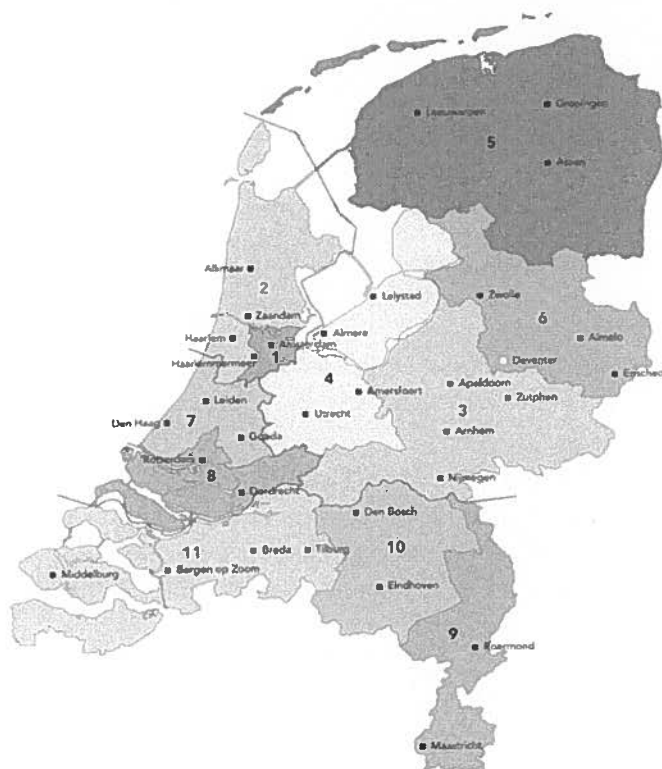 Leeuwarden
Groningen
5
Assen
Alkmaar
2
Lelystad
Zwolle
6
Zaandam
Almere
Almelo
Haarlem
Amsterdam
1
Haarlemmermeer
Deventer
Enschede
4
Amersfoort
Apeldoorn
Zutphen
Leiden
Utrecht
3
7
Den Haag
Gouda
Arnhem
Rotterdam
8
Dordrecht
Nijmegen
Den Bosch
11
Breda
Tilburg
10
Middelburg
Bergen op Zoom
Eindhoven
9
Roermond
Maastricht